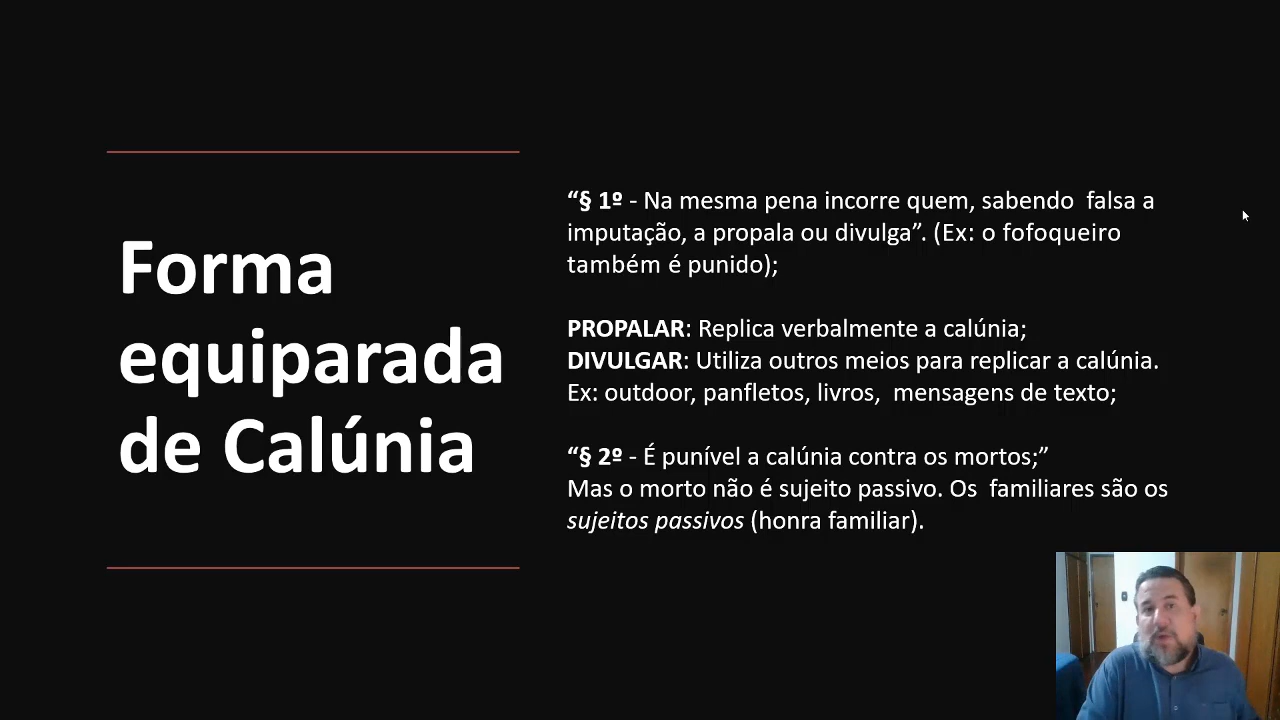 Forma
equiparada
de Calúnia
“§ 1º - Na mesma pena incorre quem, sabendo  falsa a
imputação, a propala ou divulga”. (Ex: o fofoqueiro
também é punido);
PROPALAR: Replica verbalmente a calúnia;
DIVULGAR: Utiliza outros meios para replicar a calúnia.
Ex: outdoor, panfletos, livros,  mensagens de texto;
“§ 2º - É punível a calúnia contra os mortos;”
Mas o morto não é sujeito passivo. Os  familiares são os
sujeitos passivos (honra familiar).